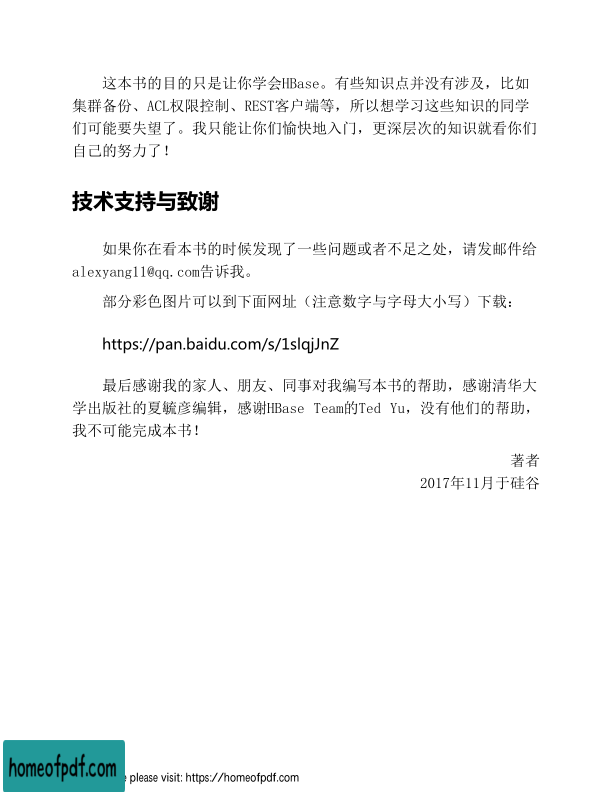 这本书的目的只是让你学会HBase。有些知识点并没有涉及，比如
集群备份、ACL权限控制、REST客户端等，所以想学习这些知识的同学
们可能要失望了。我只能让你们愉快地入门，更深层次的知识就看你们
自己的努力了！
技术支持与致谢
如果你在看本书的时候发现了一些问题或者不足之处，请发邮件给
alexyang11@qq.com告诉我。
部分彩色图片可以到下面网址（注意数字与字母大小写）下载：
https://pan.baidu.com/s/1slqjJnZ
最后感谢我的家人、朋友、同事对我编写本书的帮助，感谢清华大
学出版社的夏毓彦编辑，感谢HBase Team的Ted Yu，没有他们的帮助，
我不可能完成本书！
著者
2017年11月于硅谷
homeofpdf.com
please visit: https://homeofpdf.com